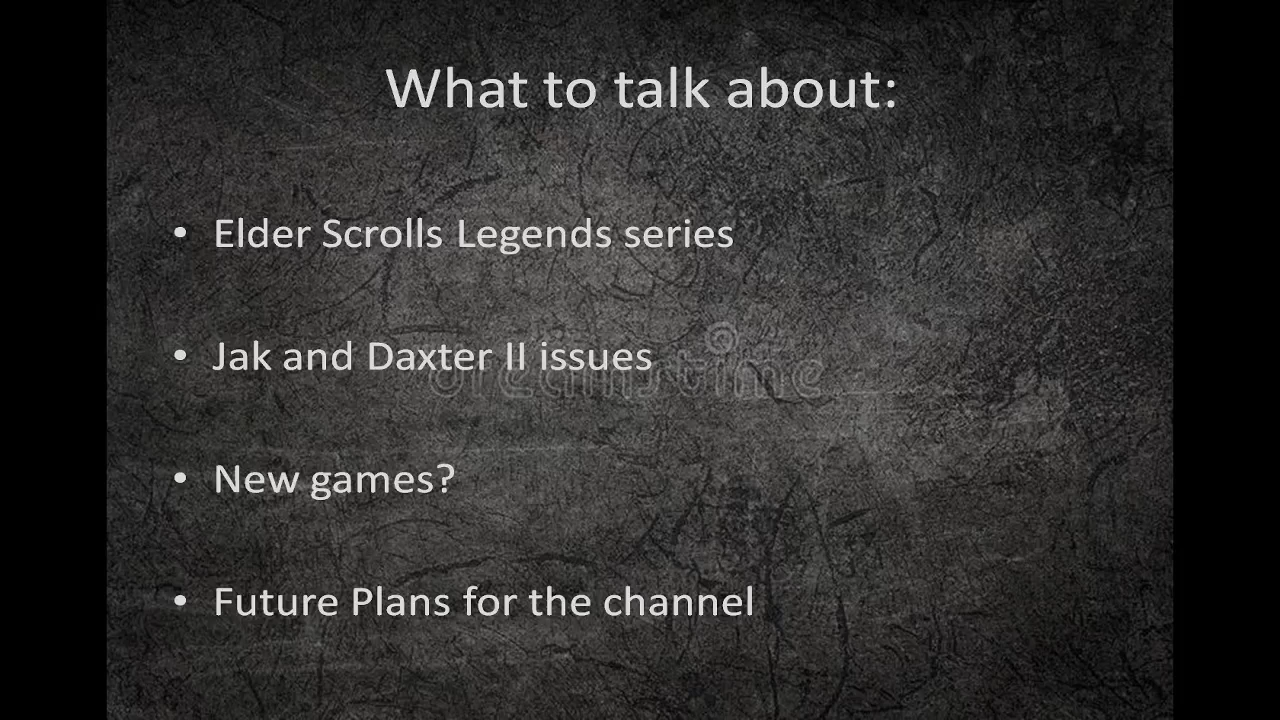 What to talk about:
• Elder Scrolls Legends series
• Jak and Daxter II issues
dreamstime
• New games?
• Future Plans for the channel